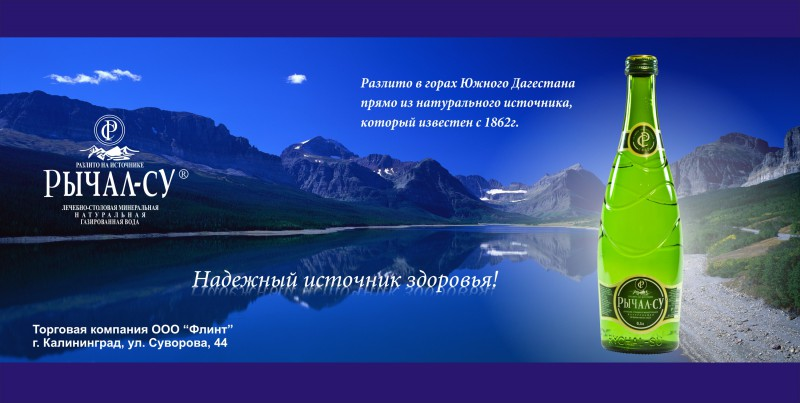 Разлито в горах Южного Дагестана
прямо из натурального источника,
который известен с 1862г.
РАЗЛИТО НА ИСТОЧНИКЕ
РЫЧАЛ-СУ®
ЛЕЧЕБНО-СТОЛОВАЯ МИНЕРАЛЬНАЯ
НАТУРАЛЬНАЯ
ГАЗИРОВАННАЯ ВОДА
Надежный источник здоровья!
Торговая компания ООО “Флинт”
г. Калининград, ул. Суворова, 44
РЫЧАЛ-СУ